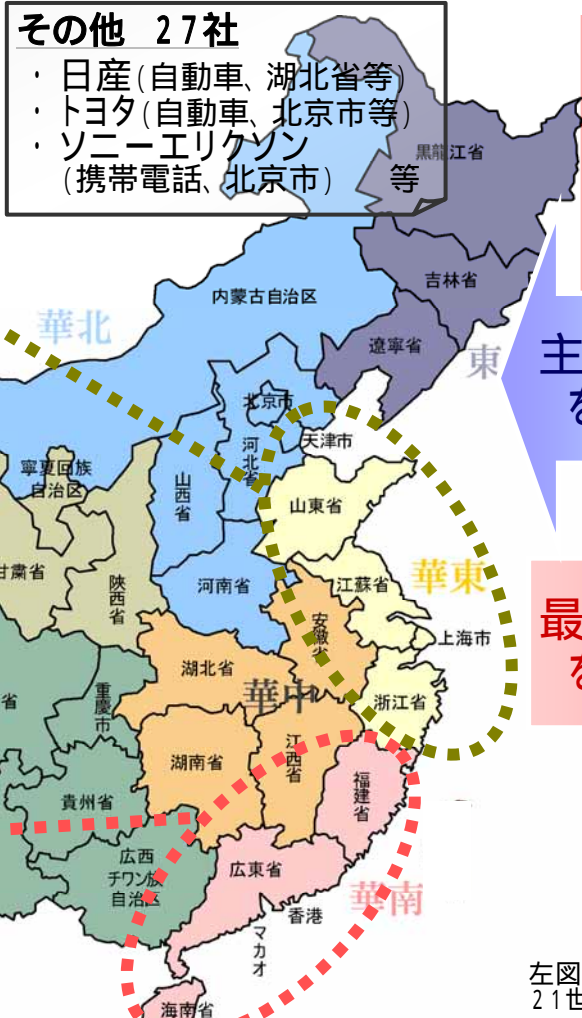 その他 27社
・ 日産(自動車、湖北省等)
・ トヨタ(自動車、北京市等)
・ ソニーエリクソン
(携帯電話、北京市) 等
黒龍江省
吉林省
内蒙古自治区
華北
遼寧省
東
主
を
北京市
天津市
河北省
寧夏回族
自治区
山西省
山東省
甘粛省
陝西省
河南省
江蘇省
華東
安徽省
上海市
最
を
湖北省
省
重慶市
華中
浙江省
湖南省
江西省
福建省
貴州省
広西
チワン族
自治区
広東省
華南
香港
マカオ
海南省
左図
21世